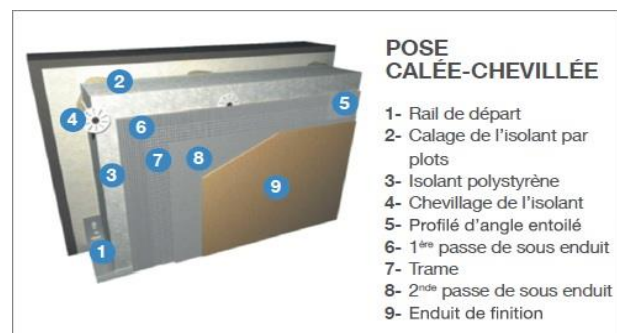 POSE
CALÉE-CHEVILLÉE
1- Rail de départ
2- Calage de l'isolant par
plots
3- Isolant polystyrène
4- Chevillage de l'isolant
5- Profilé d'angle entoilé
6- 1ère passe de sous enduit
7- Trame
8- 2nde passe de sous enduit
9- Enduit de finition
2
4
5
6
7
8
3
9
1